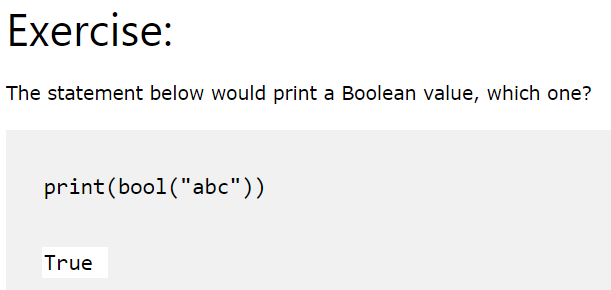 Exercise:
The statement below would print a Boolean value, which one?
print(bool("abc"))
True